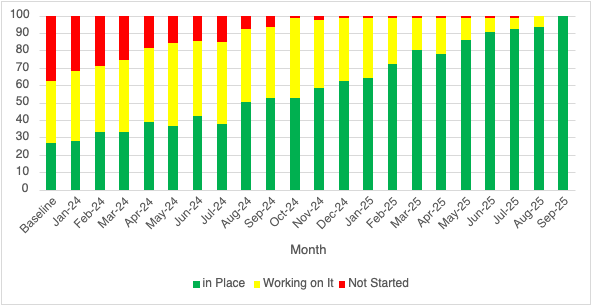 100
90
80
70
60
50
40
30
20
10
0
Baseline
Jan-24
Feb-24
Mar-24
Apr-24
May-24
Jun-24
Jul-24
Aug-24
Sep-24
Oct-24
Nov-24
Dec-24
Jan-25
Feb-25
Mar-25
Apr-25
May-25
Jun-25
Jul-25
Aug-25
Sep-25
Month
in Place Working on It Not Started